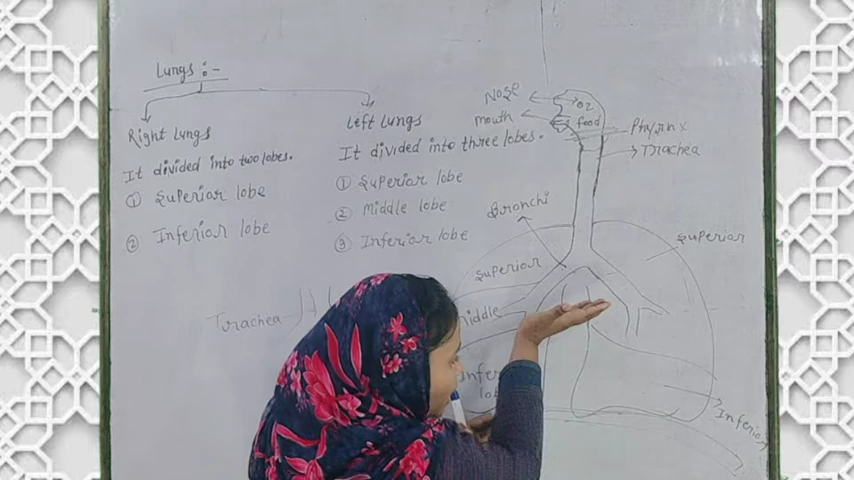 Lungs :-
Right Lungs
It divided into two lobes.
① Superior lobe
② Inferior lobe
Left Lungs
It divided into three lobes.
① Superior lobe
② Middle lobe
③ Inferior lobe
Trachea
Nose
O2
Mouth
food
Pharynx
Trachea
Bronchi
Superior
Superior
Middle
lobe
Inferior